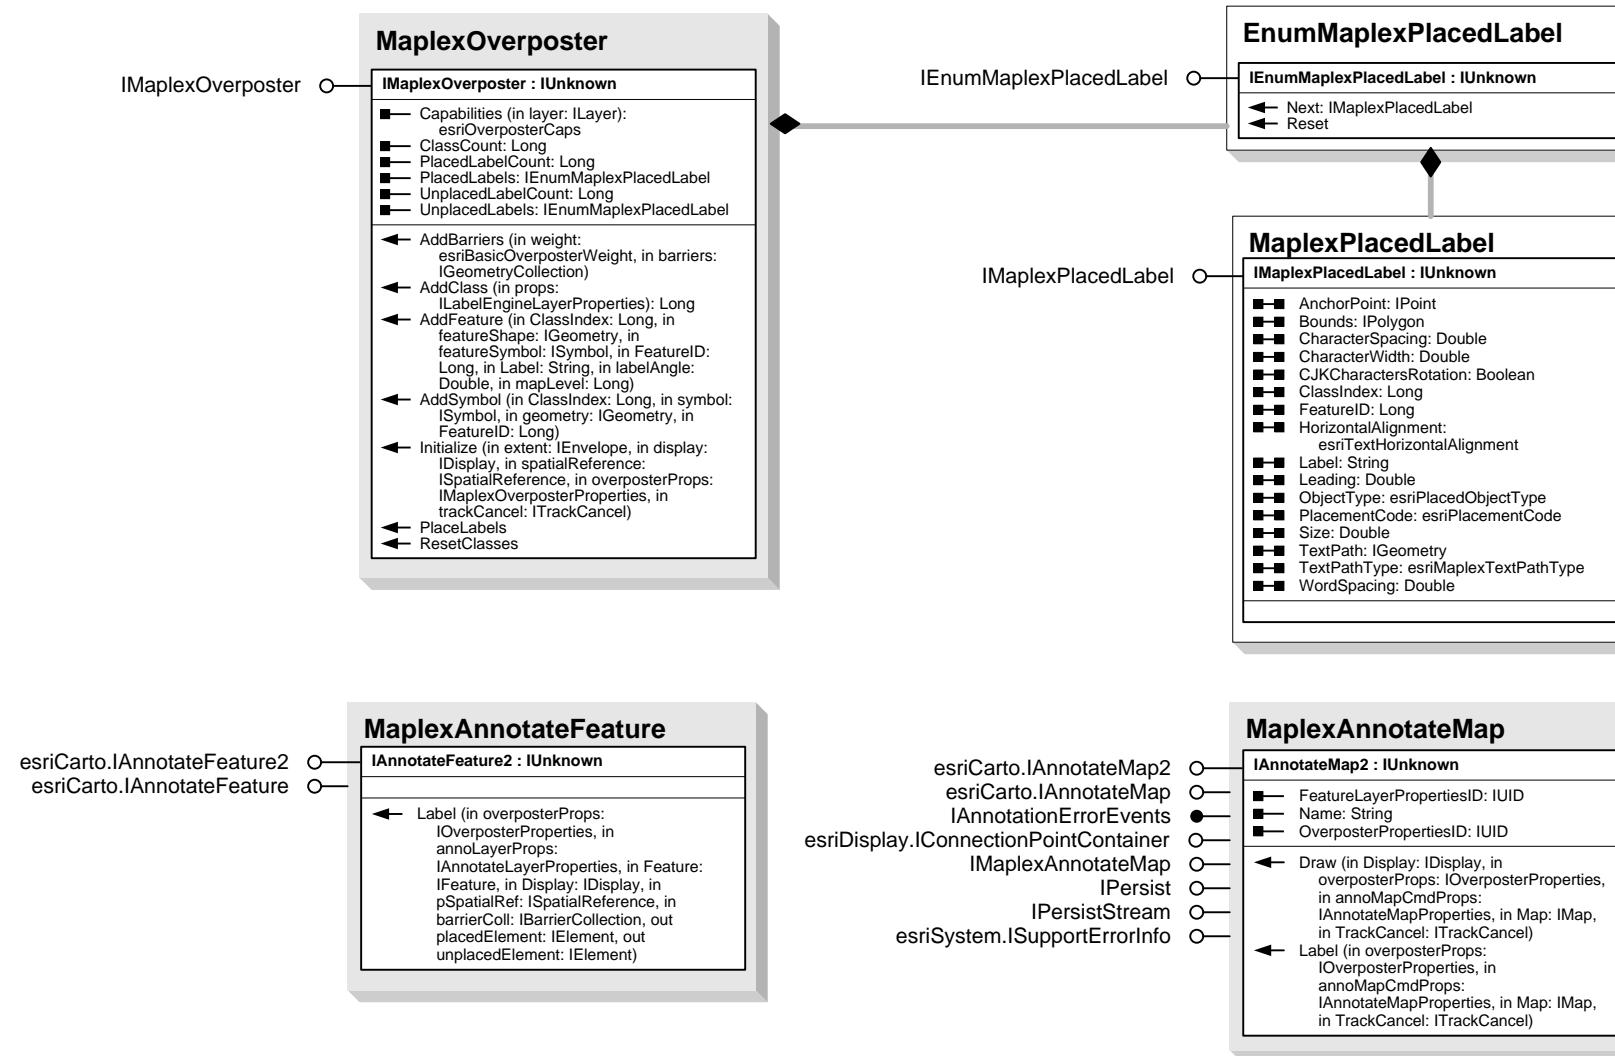 MaplexOverposter
IMaplexOverposter
IMaplexOverposter : IUnknown
Capabilities (in layer: ILayer):
esriOverposterCaps
ClassCount: Long
PlacedLabelCount: Long
PlacedLabels: IEnumMaplexPlacedLabel
UnplacedLabelCount: Long
UnplacedLabels: IEnumMaplexPlacedLabel
AddBarriers (in weight:
esriBasicOverposterWeight, in barriers:
IGeometryCollection)
AddClass (in props:
ILabelEngineLayerProperties): Long
AddFeature (in ClassIndex: Long, in
featureShape: IGeometry, in
featureSymbol: ISymbol, in FeatureID:
Long, in Label: String, in labelAngle:
Double, in mapLevel: Long)
AddSymbol (in ClassIndex: Long, in symbol:
ISymbol, in geometry: IGeometry, in
FeatureID: Long)
Initialize (in extent: IEnvelope, in display:
IDisplay, in spatialReference:
ISpatialReference, in overposterProps:
IMaplexOverposterProperties, in
trackCancel: ITrackCancel)
PlaceLabels
ResetClasses
EnumMaplexPlacedLabel
IEnumMaplexPlacedLabel
IEnumMaplexPlacedLabel : IUnknown
Next: IMaplexPlacedLabel
Reset
MaplexPlacedLabel
IMaplexPlacedLabel
IMaplexPlacedLabel : IUnknown
AnchorPoint: IPoint
Bounds: IPolygon
CharacterSpacing: Double
CharacterWidth: Double
CJKCharactersRotation: Boolean
ClassIndex: Long
FeatureID: Long
HorizontalAlignment:
esriTextHorizontalAlignment
Label: String
Leading: Double
ObjectType: esriPlacedObjectType
PlacementCode: esriPlacementCode
Size: Double
TextPath: IGeometry
TextPathType: esriMaplexTextPathType
WordSpacing: Double
MaplexAnnotateFeature
esriCarto.IAnnotateFeature2
esriCarto.IAnnotateFeature
IAnnotateFeature2 : IUnknown
Label (in overposterProps:
IOverposterProperties, in
annoLayerProps:
IAnnotateLayerProperties, in Feature:
IFeature, in Display: IDisplay, in
pSpatialRef: ISpatialReference, in
barrierColl: IBarrierCollection, out
placedElement: IElement, out
unplacedElement: IElement)
MaplexAnnotateMap
esriCarto.IAnnotateMap2
esriCarto.IAnnotateMap
IAnnotationErrorEvents
esriDisplay.IConnectionPointContainer
IMaplexAnnotateMap
IPersist
IPersistStream
esriSystem.ISupportErrorInfo
IAnnotateMap2 : IUnknown
FeatureLayerPropertiesID: IUID
Name: String
OverposterPropertiesID: IUID
Draw (in Display: IDisplay, in
overposterProps: IOverposterProperties,
in annoMapCmdProps:
IAnnotateMapProperties, in Map: IMap,
in TrackCancel: ITrackCancel)
Label (in overposterProps:
IOverposterProperties, in
annoMapCmdProps:
IAnnotateMapProperties, in Map: IMap,
in TrackCancel: ITrackCancel)